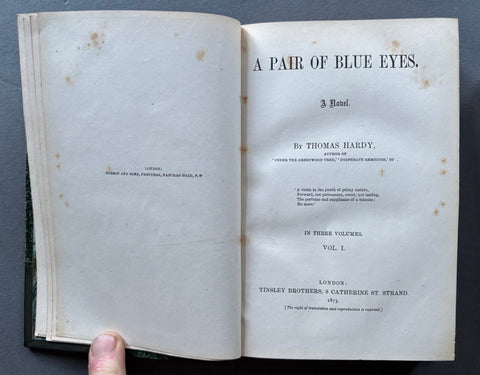 LONDON:
ROBSON AND SONS, PRINTERS, PANCRAS ROAD, N.W
A PAIR OF BLUE EYES.
A Novel.
BY THOMAS HARDY,
AUTHOR OF
'UNDER THE GREENWOOD TREE,' 'DESPERATE REMEDIES,' ET .
'A violet in the youth of primy nature,
Forward, not permanent, sweet, not lasting,
The perfume and suppliance of a minute;
No more.'
IN THREE VOLUMES.
VOL. I.
LONDON:
TINSLEY BROTHERS, 8 CATHERINE ST. STRAND.
1873.
[The right of translation and reproduction is reserved.]